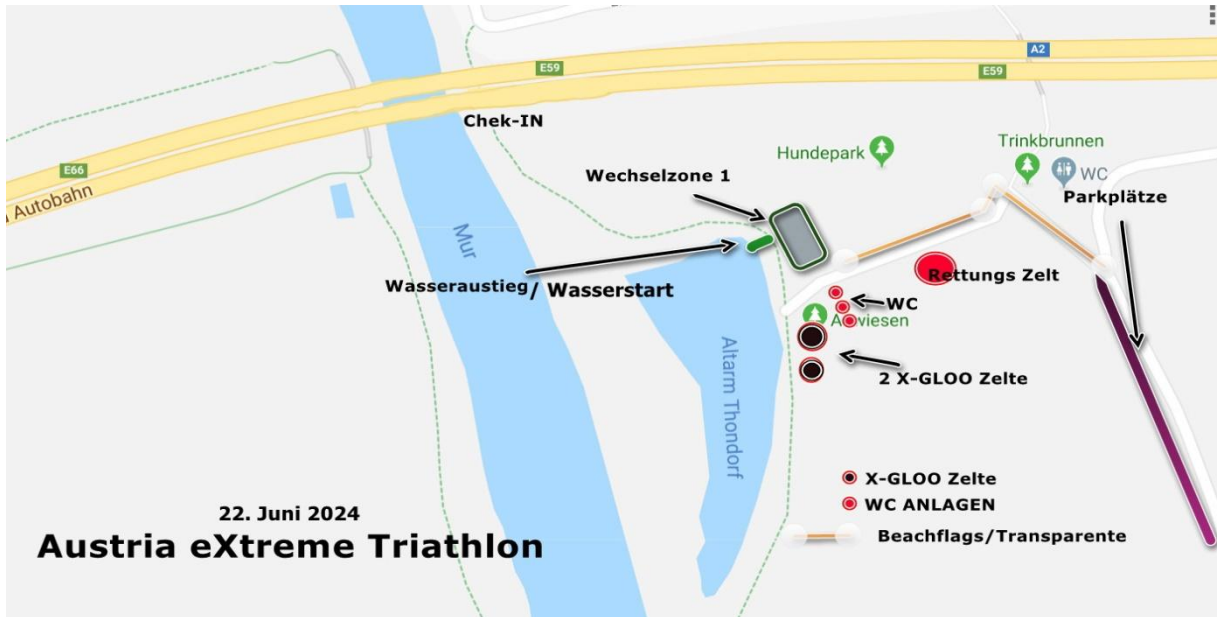 A2
E59
E59
Chek-IN
Trinkbrunnen
Hundepark
WC
E66
Wechselzone 1
Parkplätze
Autobahn
Mur
Rettungs Zelt
Wasseraustieg/ Wasserstart
WC
Altarm Thondorf
2 X-GLOO Zelte
X-GLOO Zelte
22. Juni 2024
WC ANLAGEN
Austria eXtreme Triathlon
Beachflags/Transparente